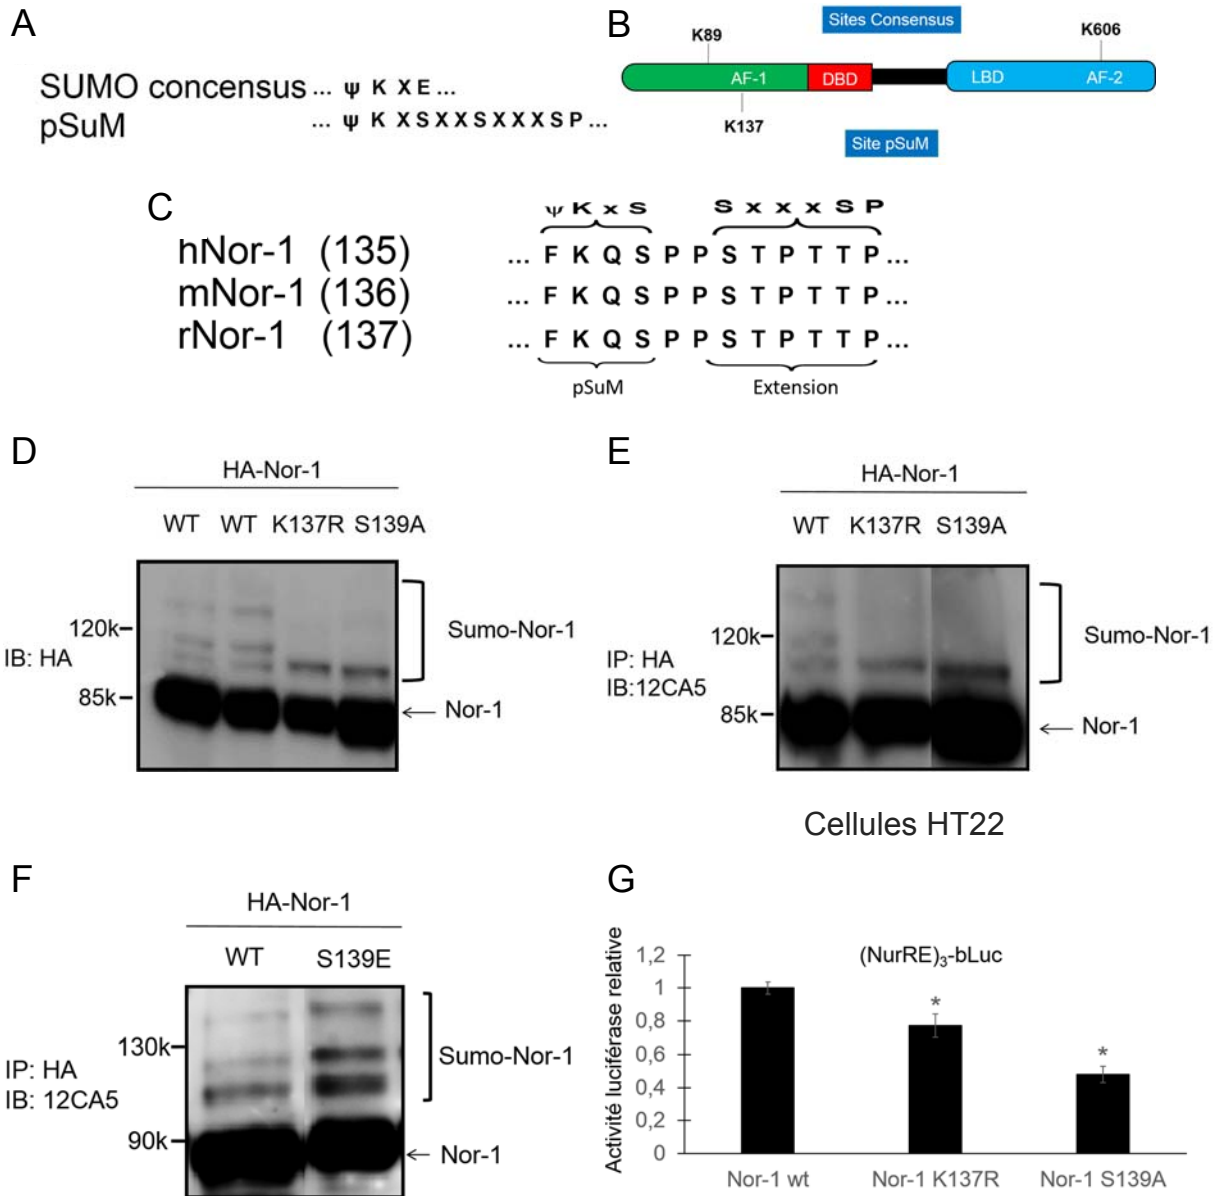 A
SUMO concensus ... ψ K X E ...
pSuM ... ψ K X S X X S X X X S P ...
B
Sites Consensus
K89
K606
AF-1
DBD
LBD
AF-2
K137
Site pSuM
C
ψ K x S S x x x S P
hNor-1 (135) ... F K Q S P P S T P T T P ...
mNor-1 (136) ... F K Q S P P S T P T T P ...
rNor-1 (137) ... F K Q S P P S T P T T P ...
pSuM Extension
D
HA-Nor-1
WT WT K137R S139A
120k
IB: HA
85k
Sumo-Nor-1
Nor-1
E
HA-Nor-1
WT K137R S139A
120k
IP: HA
IB:12CA5
85k
Sumo-Nor-1
Nor-1
Cellules HT22
F
HA-Nor-1
WT S139E
130k
IP: HA
IB: 12CA5
90k
Sumo-Nor-1
Nor-1
G
(NurRE)3-bLuc
Activité luciférase relative
1,2
1
0,8
0,6
0,4
0,2
0
*
*
Nor-1 wt Nor-1 K137R Nor-1 S139A